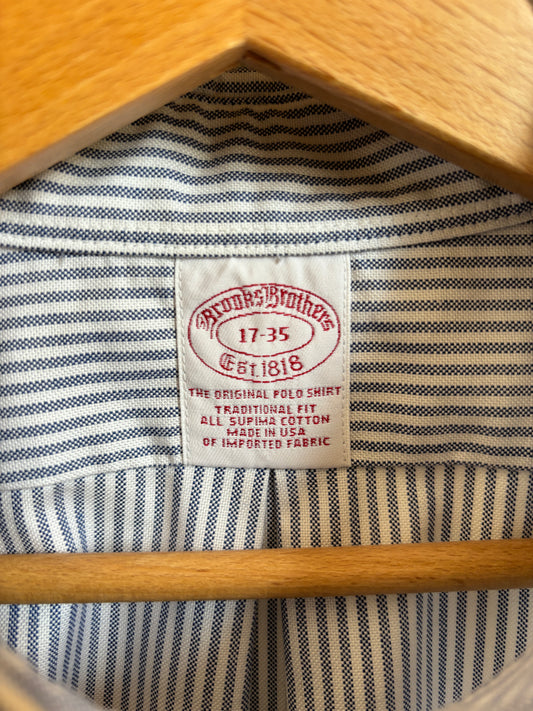 Brooks Brothers
17-35
Est. 1818
THE ORIGINAL POLO SHIRT
TRADITIONAL FIT
ALL SUPIMA COTTON
MADE IN USA
OF IMPORTED FABRIC